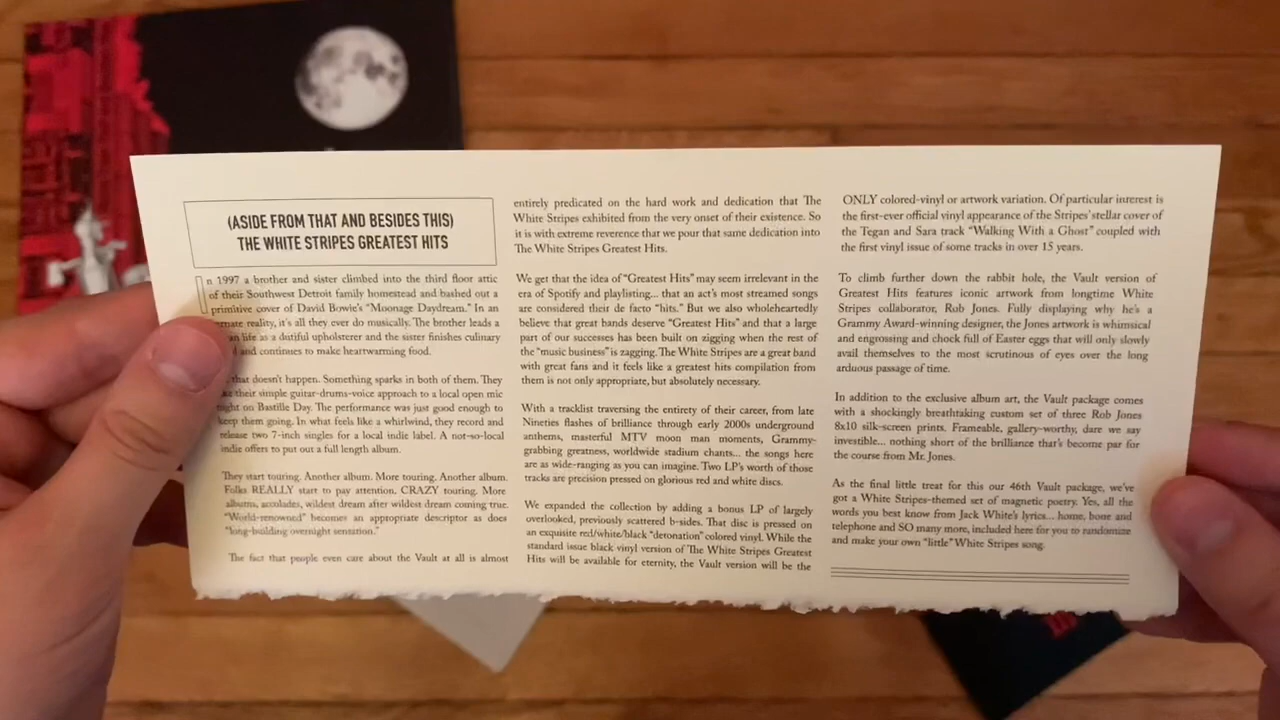 (ASIDE FROM THAT AND BESIDES THIS)
THE WHITE STRIPES GREATEST HITS
In 1997 a brother and sister climbed into the third floor attic
of their Southwest Detroit family homestead and bashed out a
primitive cover of David Bowie's "Moonage Daydream." In an
reality, it's all they ever do musically. The brother leads a
life as a dutiful upholsterer and the sister finishes culinary
and continues to make heartwarming food.
that doesn't happen. Something sparks in both of them. They
their simple guitar-drums-voice approach to a local open mic
night on Bastille Day. The performance was just good enough to
keep them going. In what feels like a whirlwind, they record and
release two 7-inch singles for a local indie label. A not-so-local
indie offers to put out a full length album.
They start touring. Another album. More touring. Another album.
Folks REALLY start to pay attention, CRAZY touring. More
albums, accolades, wildest dream after wildest dream coming true.
"World-renowned" becomes an appropriate descriptor as does
"long-building overnight sensation."
The fact that people even care about the Vault at all is almost
entirely predicated on the hard work and dedication that The
White Stripes exhibited from the very onset of their existence. So
it is with extreme reverence that we pour that same dedication into
The White Stripes Greatest Hits.
We get that the idea of "Greatest Hits" may seem irrelevant in the
era of Spotify and playlisting... that an act's most streamed songs
are considered their de facto "hits." But we also wholeheartedly
believe that great bands deserve "Greatest Hits" and that a large
part of our successes has been built on zigging when the rest of
the "music business" is zagging. The White Stripes are a great band
with great fans and it feels like a greatest hits compilation from
them is not only appropriate, but absolutely necessary.
With a tracklist traversing the entirety of their career, from late
Nineties flashes of brilliance through early 2000s underground
anthems, masterful MTV moon man moments, Grammy-
grabbing greatness, worldwide stadium chants... the songs here
are as wide-ranging as you can imagine. Two LP's worth of those
tracks are precision pressed on glorious red and white discs.
We expanded the collection by adding a bonus LP of largely
overlooked, previously scattered b-sides. That disc is pressed on
an exquisite red/white/black "detonation" colored vinyl. While the
standard issue black vinyl version of The White Stripes Greatest
Hits will be available for eternity, the Vault version will be the
ONLY colored-vinyl or artwork variation. Of particular interest is
the first-ever official vinyl appearance of the Stripes' stellar cover of
the Tegan and Sara track "Walking With a Ghost" coupled with
the first vinyl issue of some tracks in over 15 years.
To climb further down the rabbit hole, the Vault version of
Greatest Hits features iconic artwork from longtime White
Stripes collaborator, Rob Jones. Fully displaying why he's a
Grammy Award-winning designer, the Jones artwork is whimsical
and engrossing and chock full of Easter eggs that will only slowly
avail themselves to the most scrutinous of eyes over the long
arduous passage of time.
In addition to the exclusive album art, the Vault package comes
with a shockingly breathtaking custom set of three Rob Jones
8x10 silk-screen prints. Frameable, gallery-worthy, dare we say
investible... nothing short of the brilliance that's become par for
the course from Mr. Jones.
As the final little treat for this our 46th Vault package, we've
got a White Stripes-themed set of magnetic poetry. Yes, all the
words you best know from Jack White's lyrics... home, bone and
telephone and SO many more, included here for you to randomize
and make your own "little" White Stripes song.